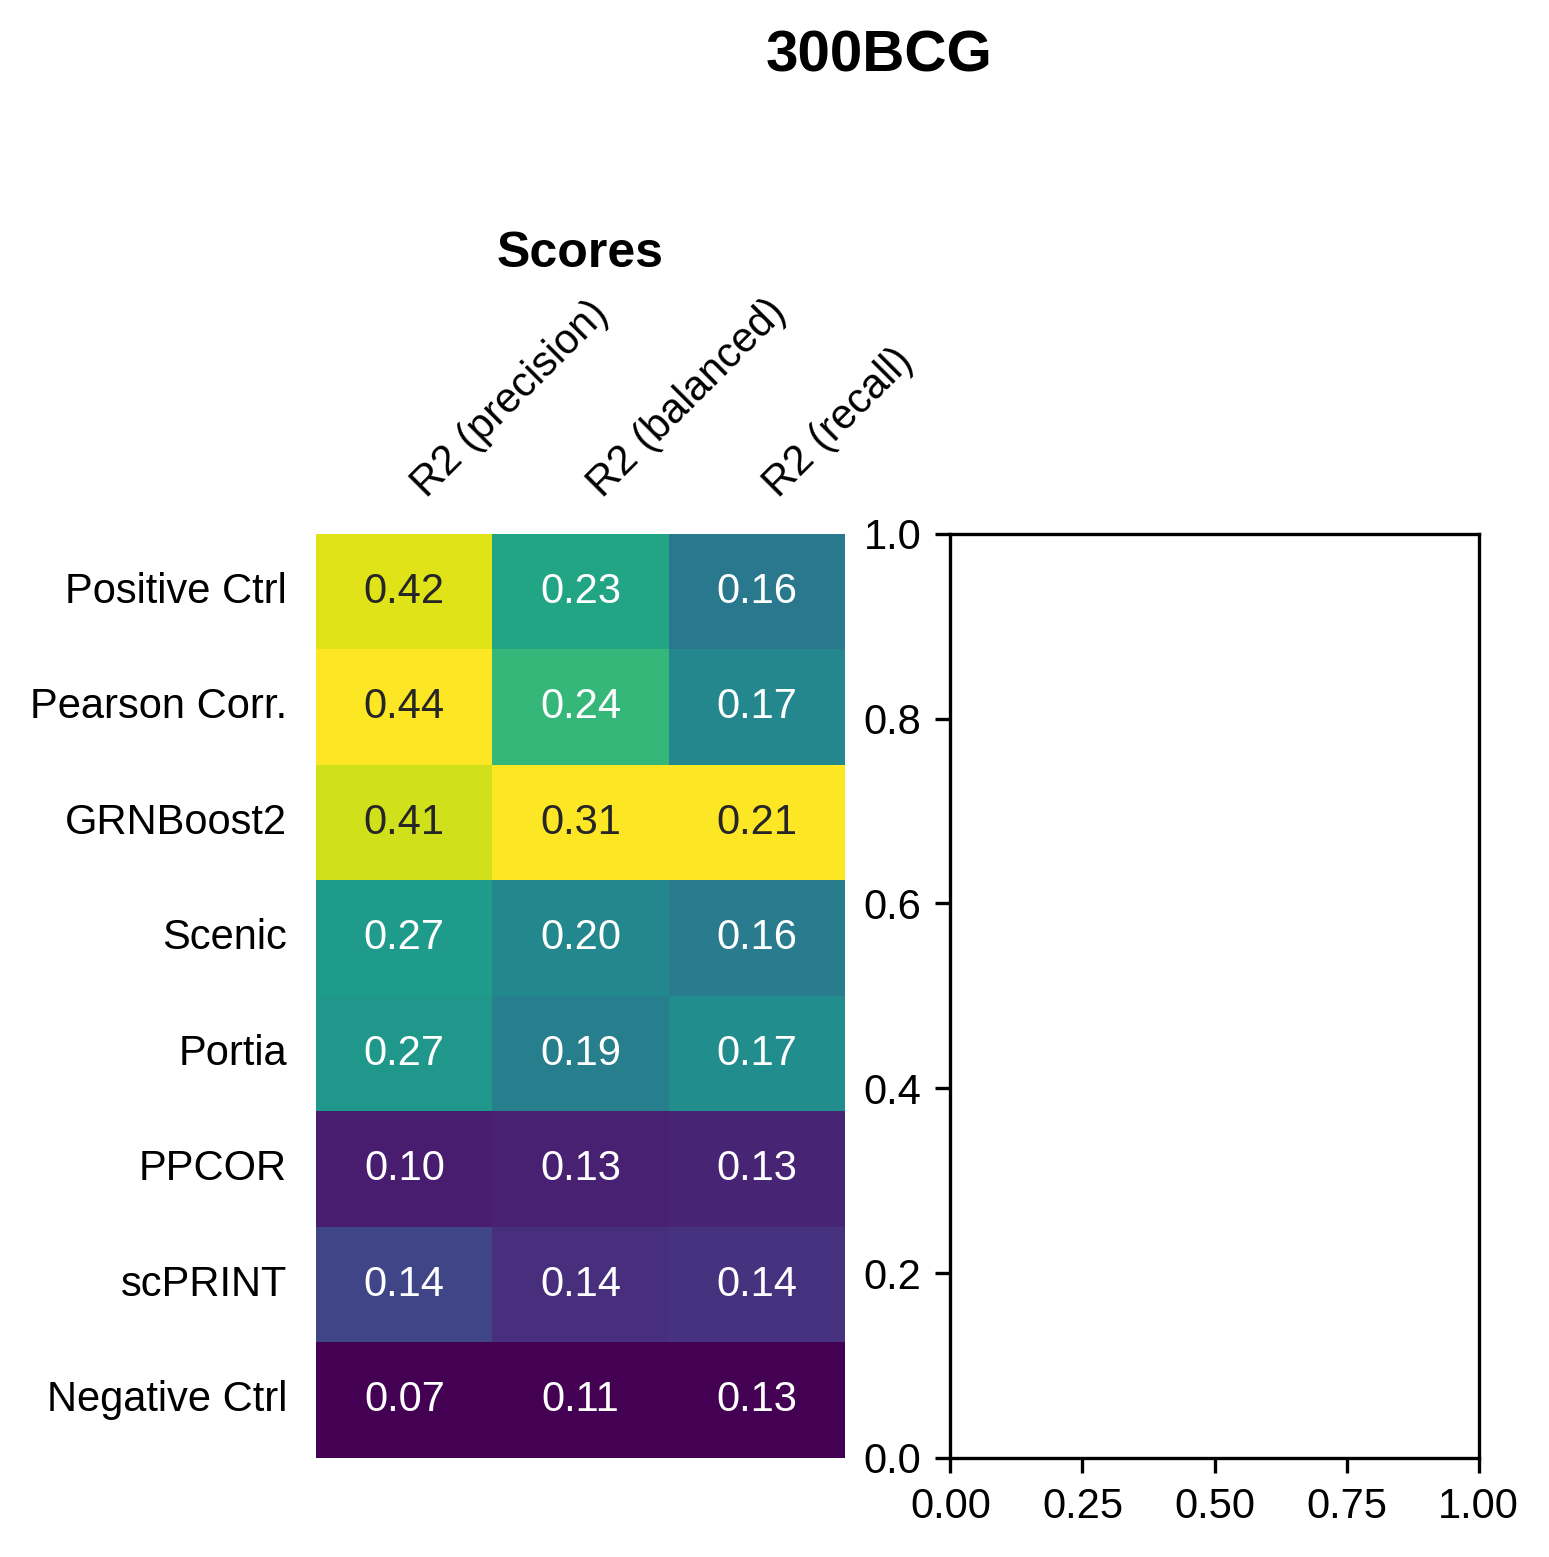 300BCG
Scores
R2 (precision) R2 (balanced) R2 (recall)
Positive Ctrl 0.42 0.23 0.16
Pearson Corr. 0.44 0.24 0.17
GRNBoost2 0.41 0.31 0.21
Scenic 0.27 0.20 0.16
Portia 0.27 0.19 0.17
PPCOR 0.10 0.13 0.13
scPRINT 0.14 0.14 0.14
Negative Ctrl 0.07 0.11 0.13
1.0
0.8
0.6
0.4
0.2
0.0
0.00 0.25 0.50 0.75 1.00